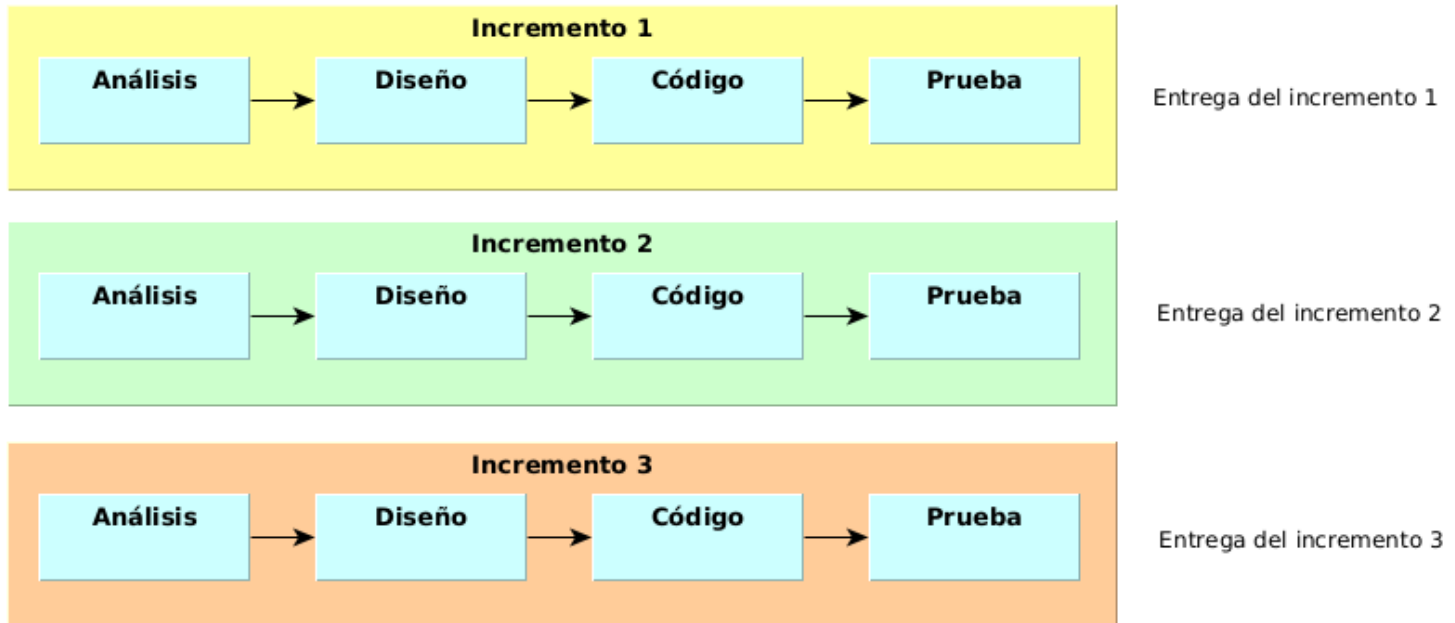 Incremento 1
Análisis
Diseño
Código
Prueba
Entrega del incremento 1
Incremento 2
Análisis
Diseño
Código
Prueba
Entrega del incremento 2
Incremento 3
Análisis
Diseño
Código
Prueba
Entrega del incremento 3